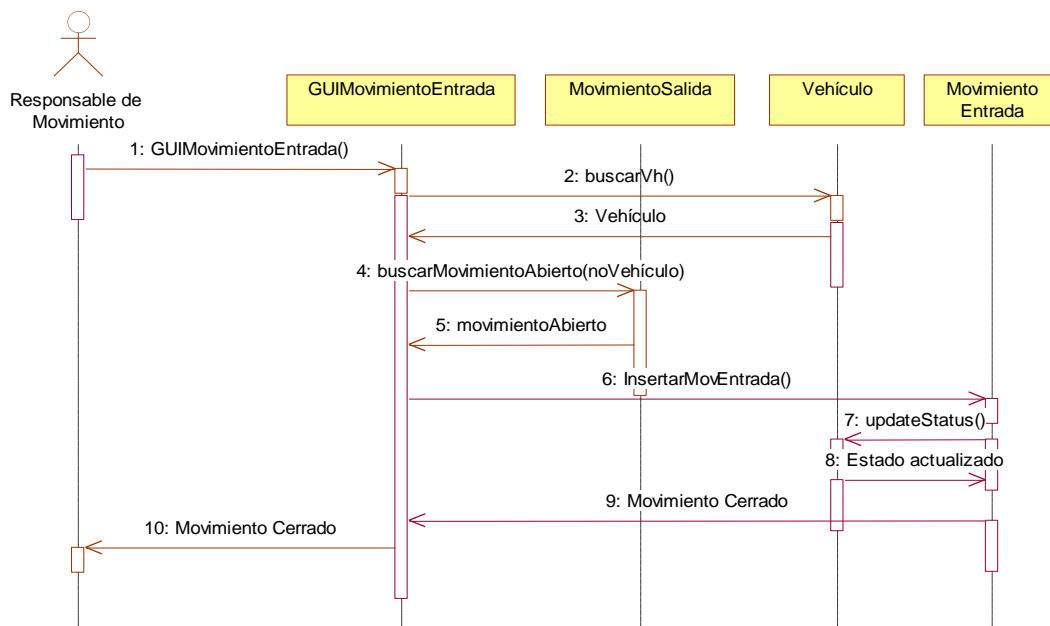 Responsable de
Movimiento
GUIMovimientoEntrada
MovimientoSalida
Vehículo
Movimiento
Entrada
1: GUIMovimientoEntrada()
2: buscarVh()
3: Vehículo
4: buscarMovimientoAbierto(noVehículo)
5: movimientoAbierto
6: InsertarMovEntrada()
7: updateStatus()
8: Estado actualizado
9: Movimiento Cerrado
10: Movimiento Cerrado